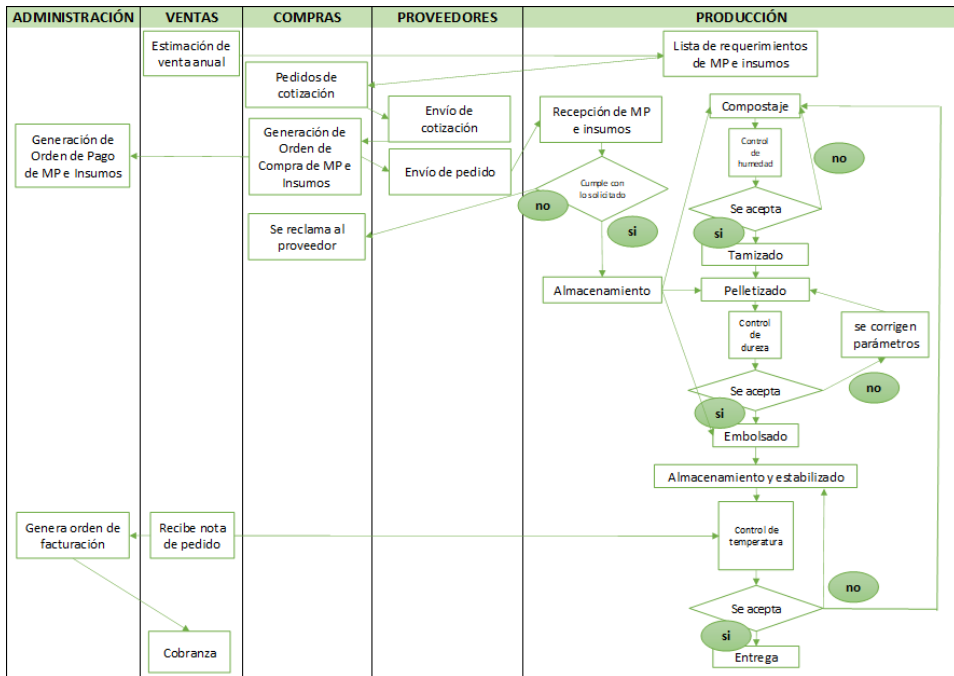 ADMINISTRACIÓN
VENTAS
COMPRAS
PROVEEDORES
PRODUCCIÓN
Estimación de
venta anual
Lista de requerimientos
de MP e insumos
Pedidos de
cotización
Envío de
cotización
Recepción de MP
e insumos
Compostaje
Generación de
Orden de Pago
de MP e Insumos
Generación de
Orden de
Compra de MP e
Insumos
Envío de pedido
Control
de
humedad
no
Cumple con
lo solicitado
no
si
Se acepta
si
Se reclama al
proveedor
Tamizado
Almacenamiento
Pelletizado
Control
de
dureza
se corrigen
parámetros
Se acepta
no
si
Embolsado
Almacenamiento y estabilizado
Genera orden de
facturación
Recibe nota
de pedido
Control de
temperatura
no
Se acepta
si
Cobranza
Entrega